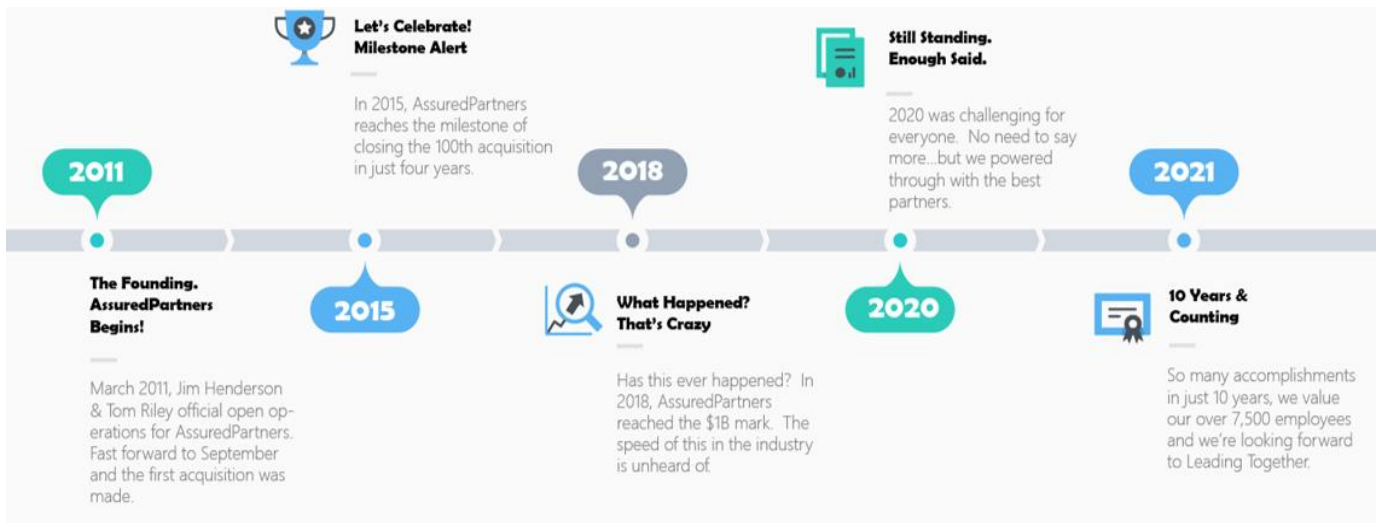 2011
The Founding.
AssuredPartners
Begins!
March 2011, Jim Henderson
& Tom Riley official open op-
erations for AssuredPartners.
Fast forward to September
and the first acquisition was
made.
Let's Celebrate!
Milestone Alert
In 2015, AssuredPartners
reaches the milestone of
closing the 100th acquisition
in just four years.
2015
2018
What Happened?
That's Crazy
Has this ever happened? In
2018, AssuredPartners
reached the $1B mark. The
speed of this in the industry
is unheard of.
Still Standing.
Enough Said.
2020 was challenging for
everyone. No need to say
more...but we powered
through with the best
partners.
2020
2021
10 Years &
Counting
So many accomplishments
in just 10 years, we value
our over 7,500 employees
and we're looking forward
to Leading Together.